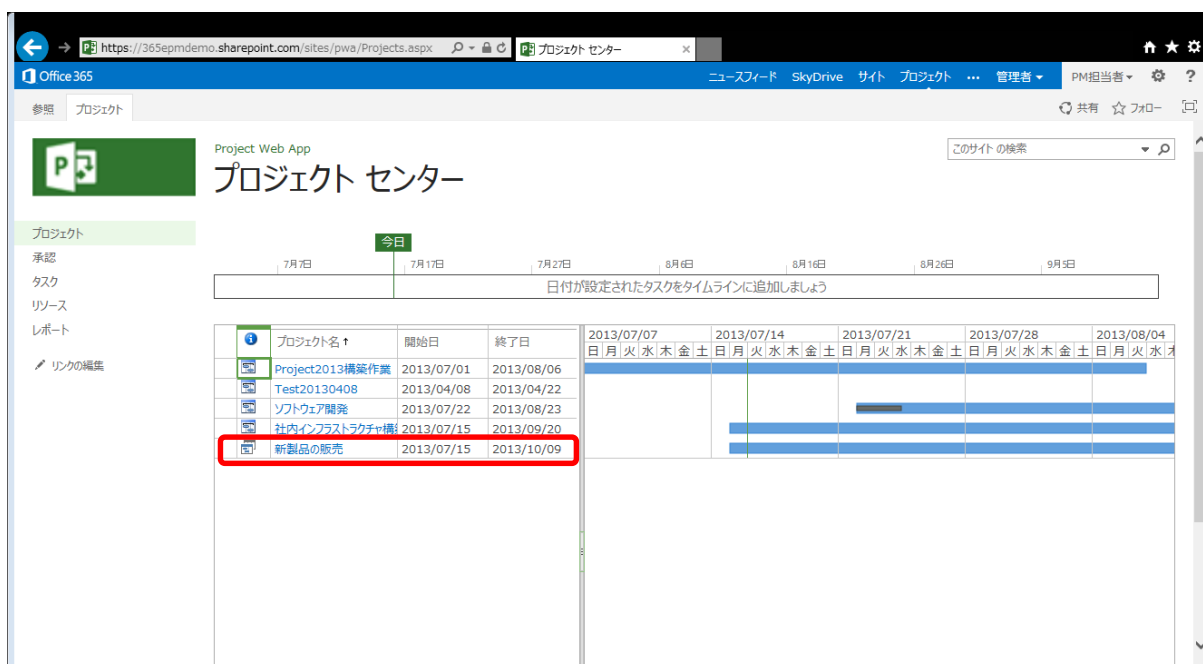 https://365epmdemo.sharepoint.com/sites/pwa/Projects.aspx プロジェクト センター
Office 365 ニュースフィード SkyDrive サイト プロジェクト ... 管理者 PM担当者 ?
参照 プロジェクト 共有 フォロー
Project Web App このサイト の検索
プロジェクト センター
プロジェクト
承認
タスク
リソース
レポート
リンクの編集
今日
7月7日 7月17日 7月27日 8月6日 8月16日 8月26日 9月5日
日付が設定されたタスクをタイムラインに追加しましょう
プロジェクト名↑ 開始日 終了日 2013/07/07 2013/07/14 2013/07/21 2013/07/28 2013/08/04
日 月 火 水 木 金 土 日 月 火 水 木 金 土 日 月 火 水 木 金 土 日 月 火 水 木 金 土 日 月 火 水
Project2013構築作業 2013/07/01 2013/08/06
Test20130408 2013/04/08 2013/04/22
ソフトウェア開発 2013/07/22 2013/08/23
社内インフラストラクチャ構 2013/07/15 2013/09/20
新製品の販売 2013/07/15 2013/10/09